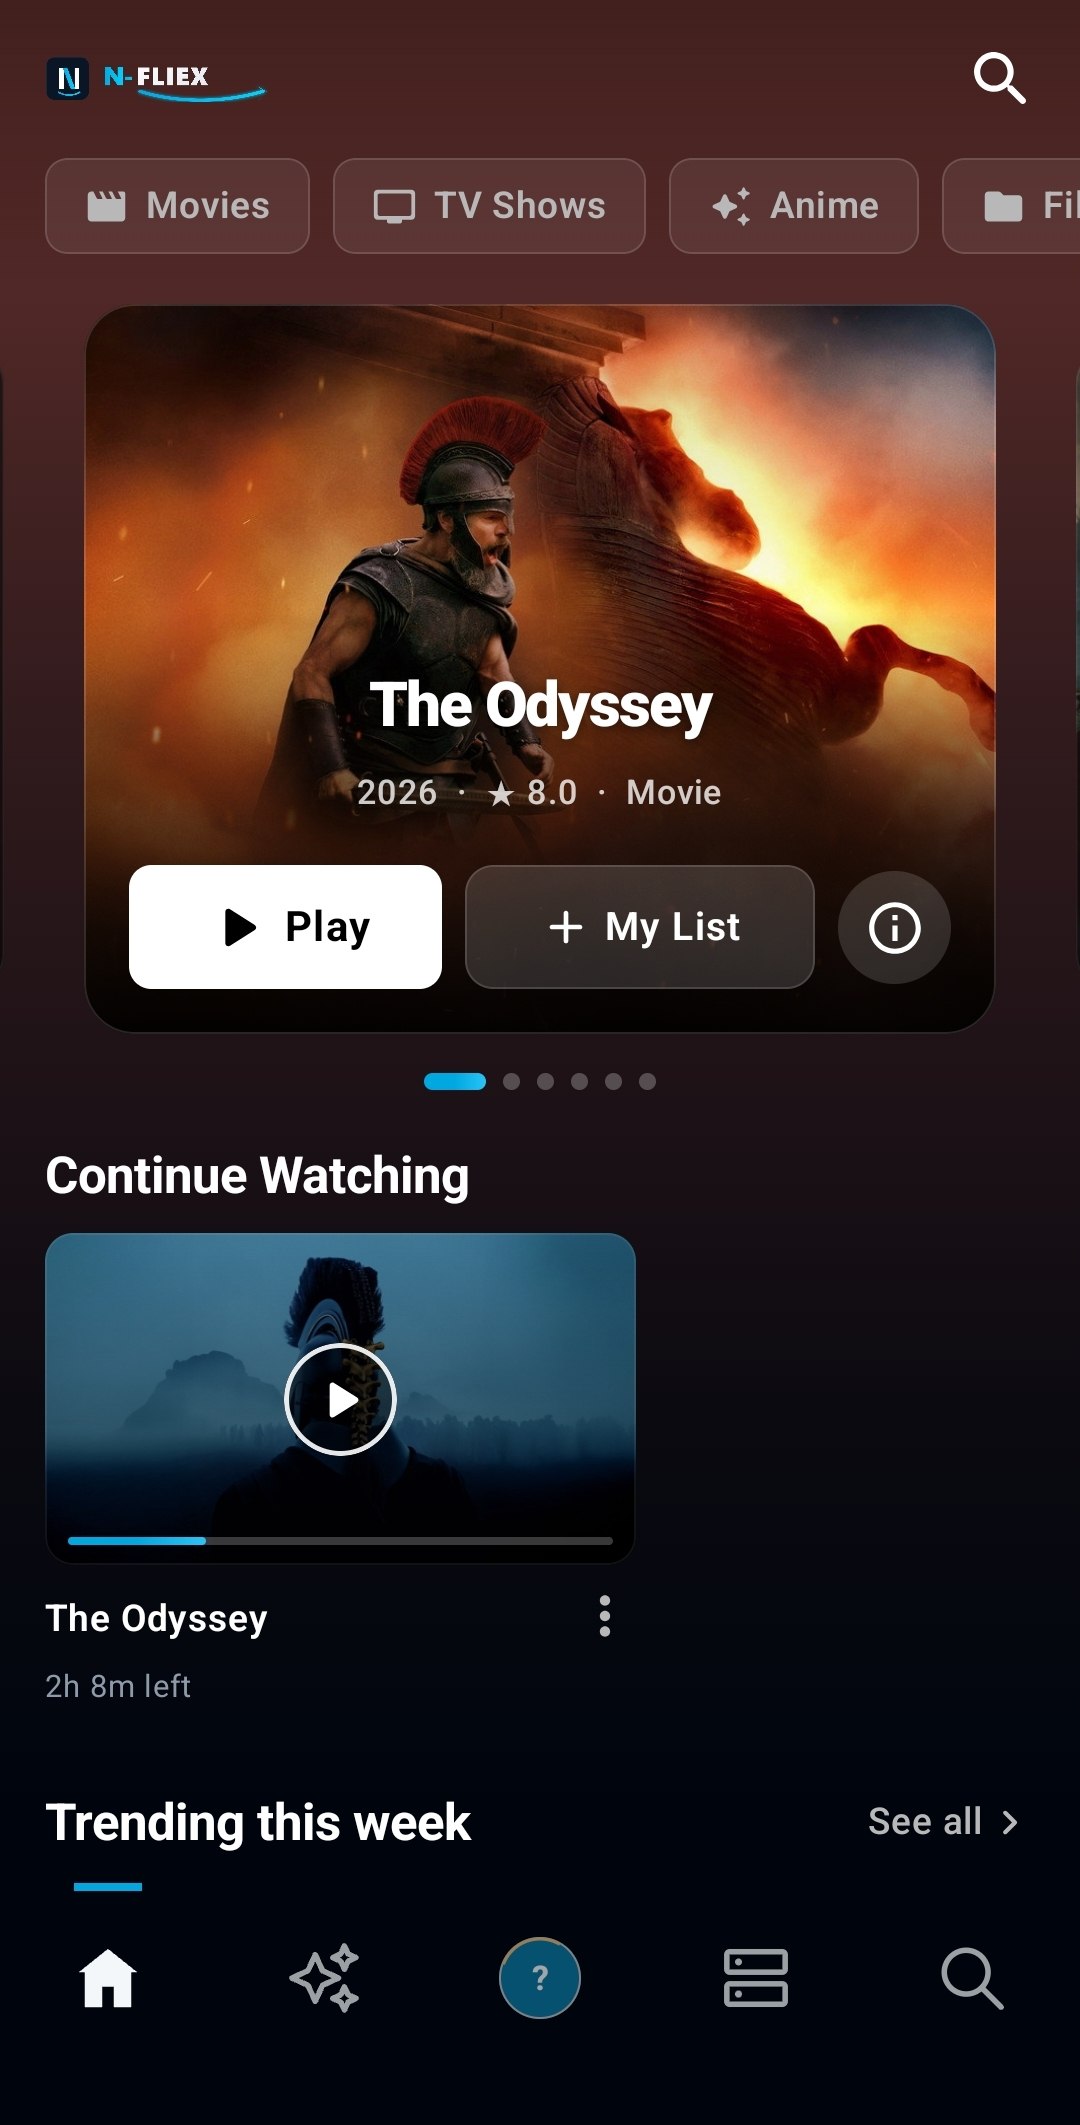 N N-FLIEX
Movies TV Shows Anime Fil
The Odyssey
2026 · ★ 8.0 · Movie
Play + My List
Continue Watching
The Odyssey
2h 8m left
Trending this week See all >
?